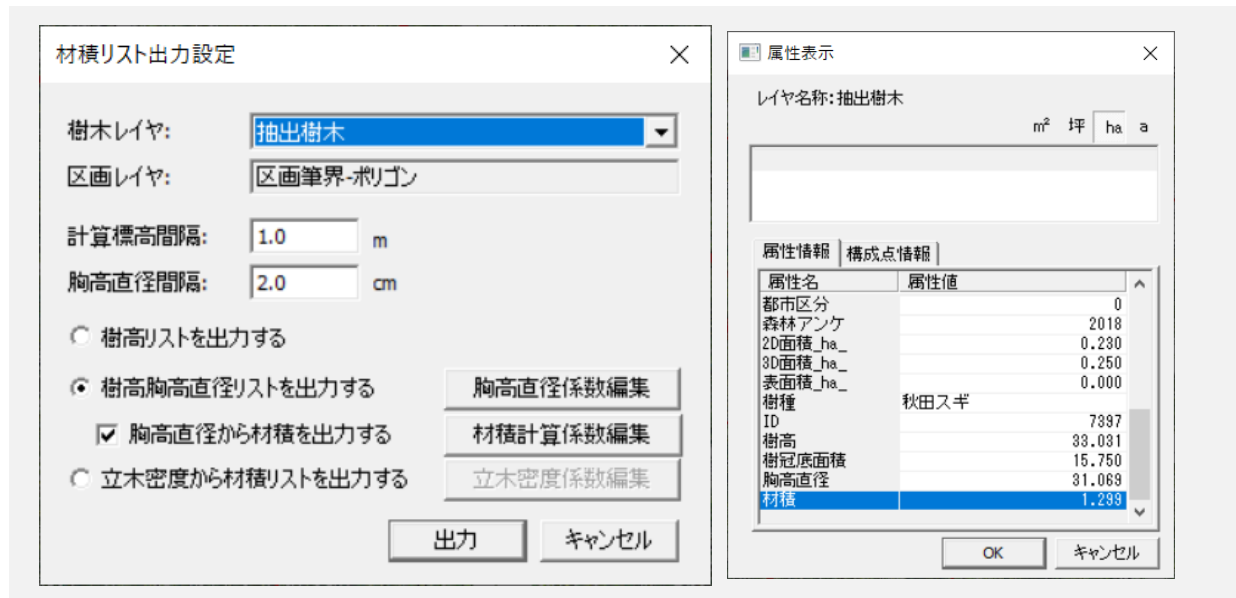 材積リスト出力設定
樹木レイヤ: 抽出樹木
区画レイヤ: 区画筆界-ポリゴン
計算標高間隔: 1.0 m
胸高直径間隔: 2.0 cm
樹高リストを出力する
樹高胸高直径リストを出力する 胸高直径係数編集
胸高直径から材積を出力する 材積計算係数編集
立木密度から材積リストを出力する 立木密度係数編集
出力 キャンセル
属性表示
レイヤ名称:抽出樹木
m² 坪 ha a
属性情報 構成点情報
属性名 属性値
都市区分 0
森林アンケ 2018
2D面積_ha_ 0.230
3D面積_ha_ 0.250
表面積_ha_ 0.000
樹種 秋田スギ
ID 7397
樹高 33.031
樹冠底面積 15.750
胸高直径 31.069
材積 1.299
OK キャンセル